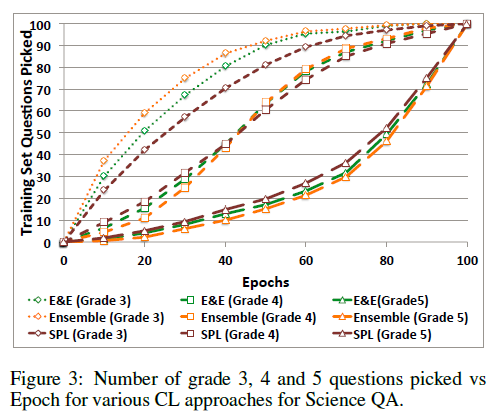 Training Set Questions Picked
100
90
80
70
60
50
40
30
20
10
0
0 20 40 60 80 100
Epochs
E&E (Grade 3) E&E (Grade 4) E&E(Grade5)
Ensemble (Grade 3) Ensemble (Grade 4) Ensemble (Grade 5)
SPL (Grade 3) SPL (Grade 4) SPL (Grade 5)
Figure 3: Number of grade 3, 4 and 5 questions picked vs
Epoch for various CL approaches for Science QA.